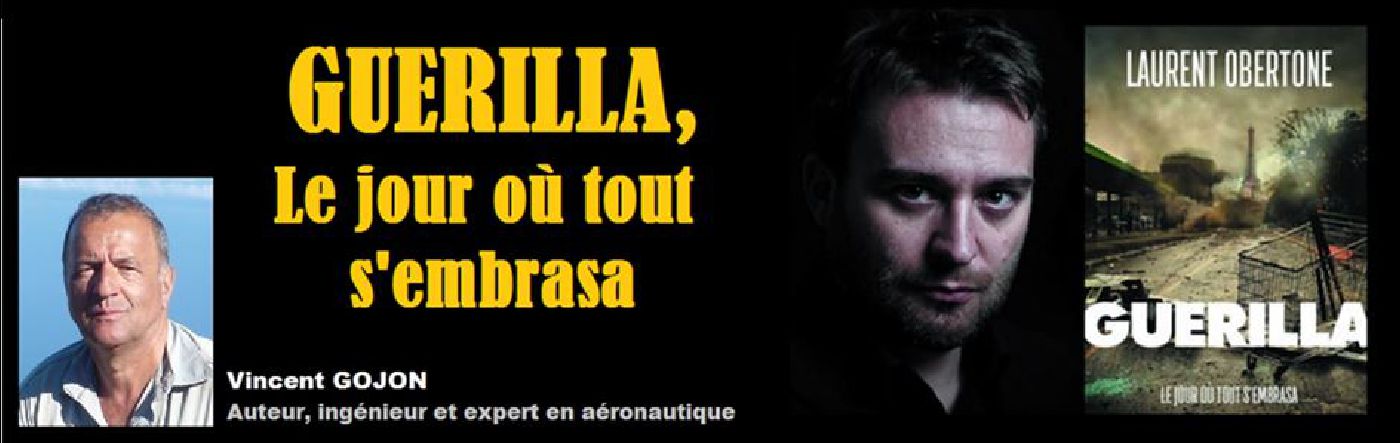 GUERILLA,
Le jour où tout
s'embrasa
Vincent GOJON
Auteur, ingénieur et expert en aéronautique
LAURENT OBERTONE
GUERILLA
LE JOUR OÙ TOUT S'EMBRASA